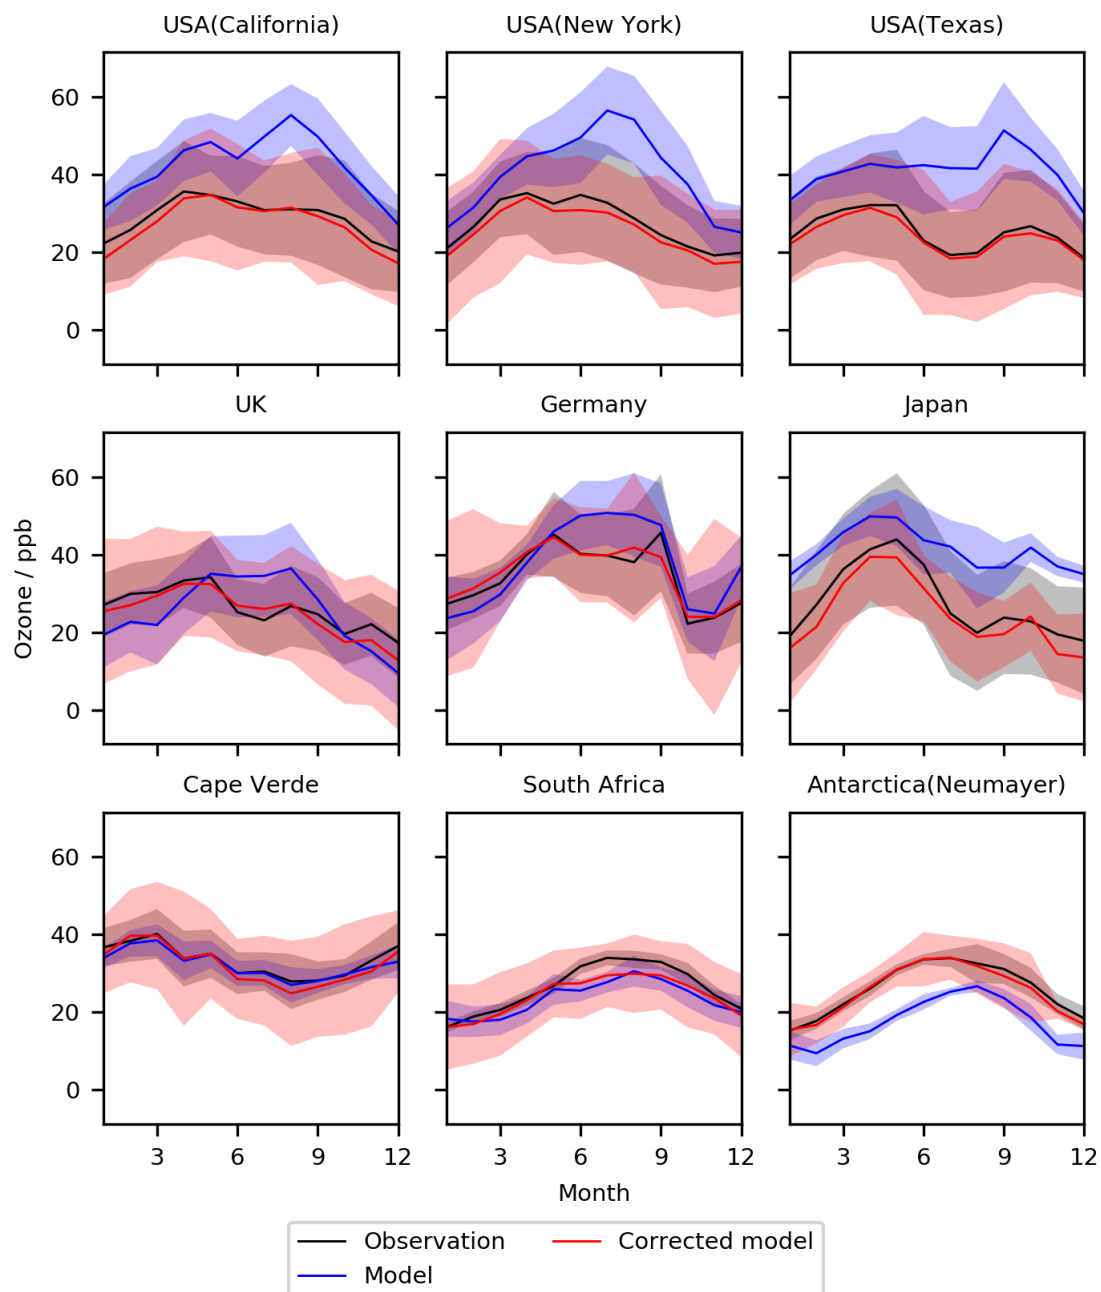 USA(California) USA(New York) USA(Texas)
60
40
20
0
UK Germany Japan
60
40
20
0
Ozone / ppb
Cape Verde South Africa Antarctica(Neumayer)
60
40
20
0
3 6 9 12 3 6 9 12 3 6 9 12
Month
Observation Corrected model
Model